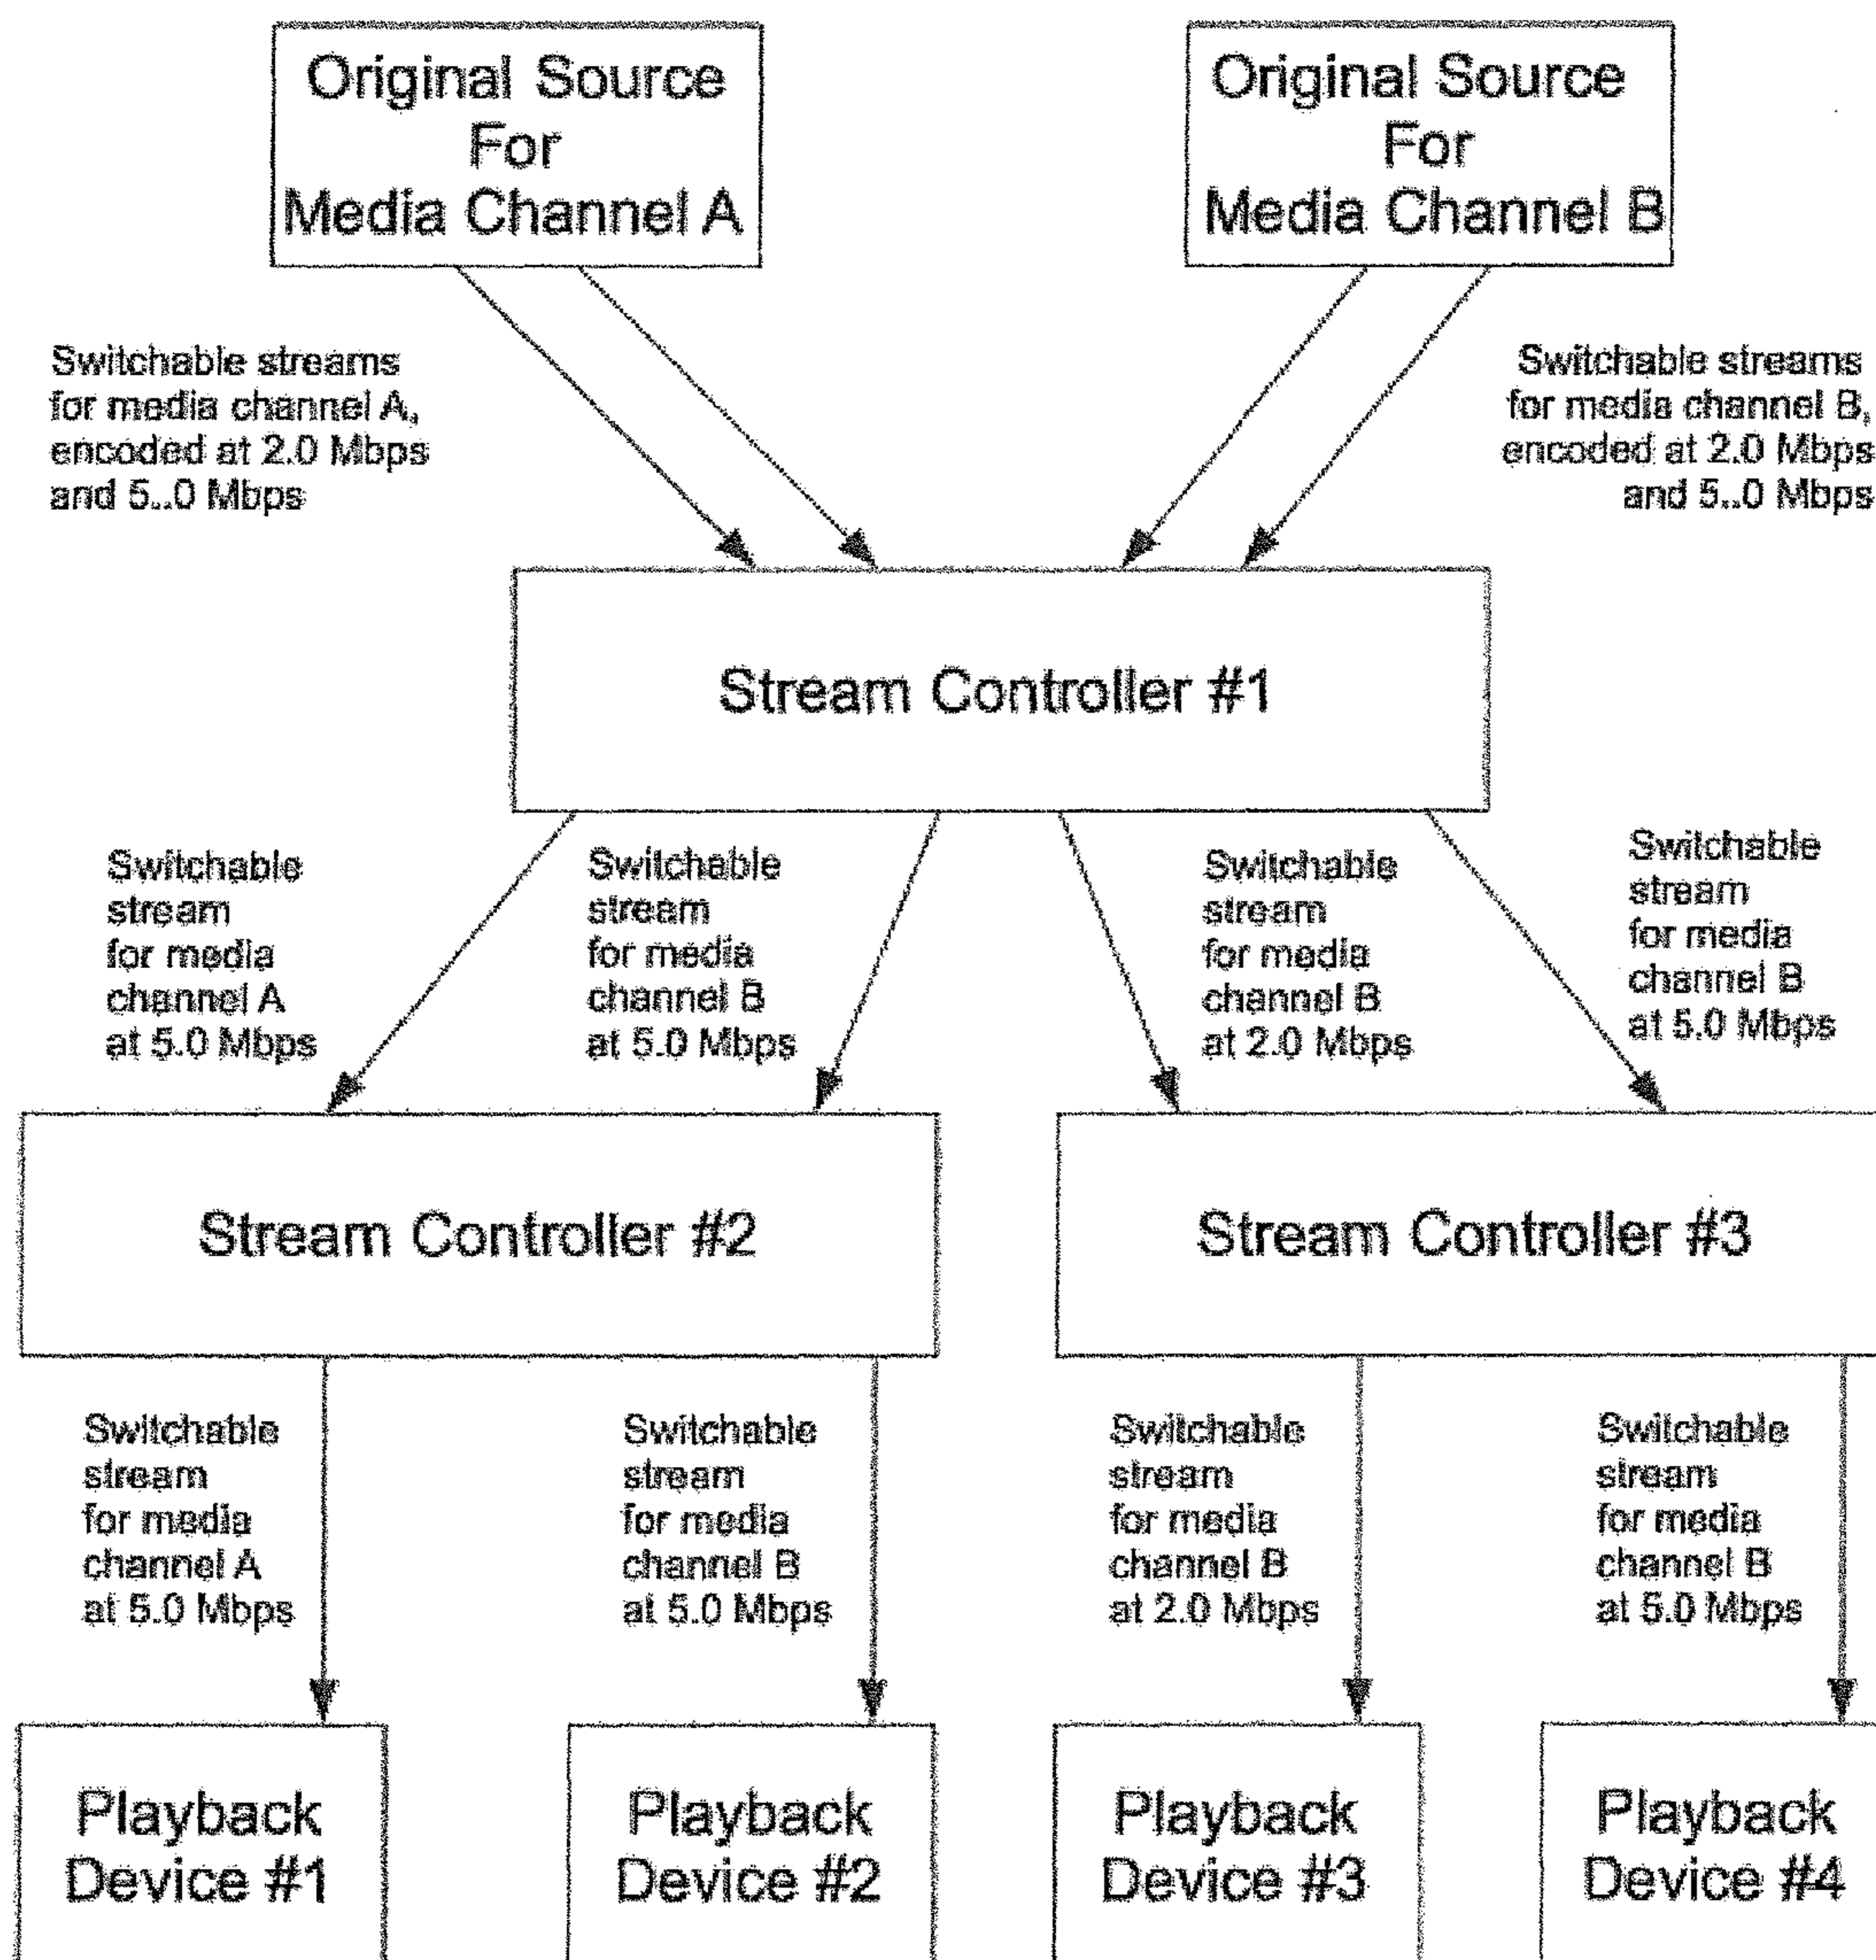 Original Source
For
Media Channel A
Original Source
For
Media Channel B
Switchable streams
for media channel A,
encoded at 2.0 Mbps
and 5..0 Mbps
Switchable streams
for media channel B,
encoded at 2.0 Mbps
and 5..0 Mbps
Stream Controller #1
Switchable
stream
for media
channel A
at 5.0 Mbps
Switchable
stream
for media
channel B
at 5.0 Mbps
Switchable
stream
for media
channel B
at 2.0 Mbps
Switchable
stream
for media
channel B
at 5.0 Mbps
Stream Controller #2
Stream Controller #3
Switchable
stream
for media
channel A
at 5.0 Mbps
Switchable
stream
for media
channel B
at 5.0 Mbps
Switchable
stream
for media
channel B
at 2.0 Mbps
Switchable
stream
for media
channel B
at 5.0 Mbps
Playback
Device #1
Playback
Device #2
Playback
Device #3
Playback
Device #4